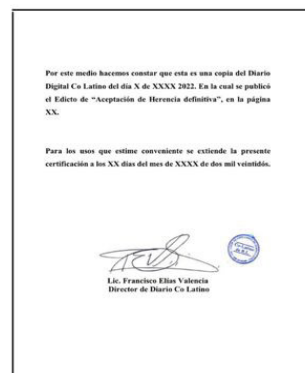 Por este medio hacemos constar que esta es una copia del Diario
Digital Co Latino del día X de XXXX 2022. En la cual se publicó
el Edicto de “Aceptación de Herencia definitiva”, en la página
XX.
Para los usos que estime conveniente se extiende la presente
certificación a los XX días del mes de XXXX de dos mil veintidós.
Lic. Francisco Elías Valencia
Director de Diario Co Latino